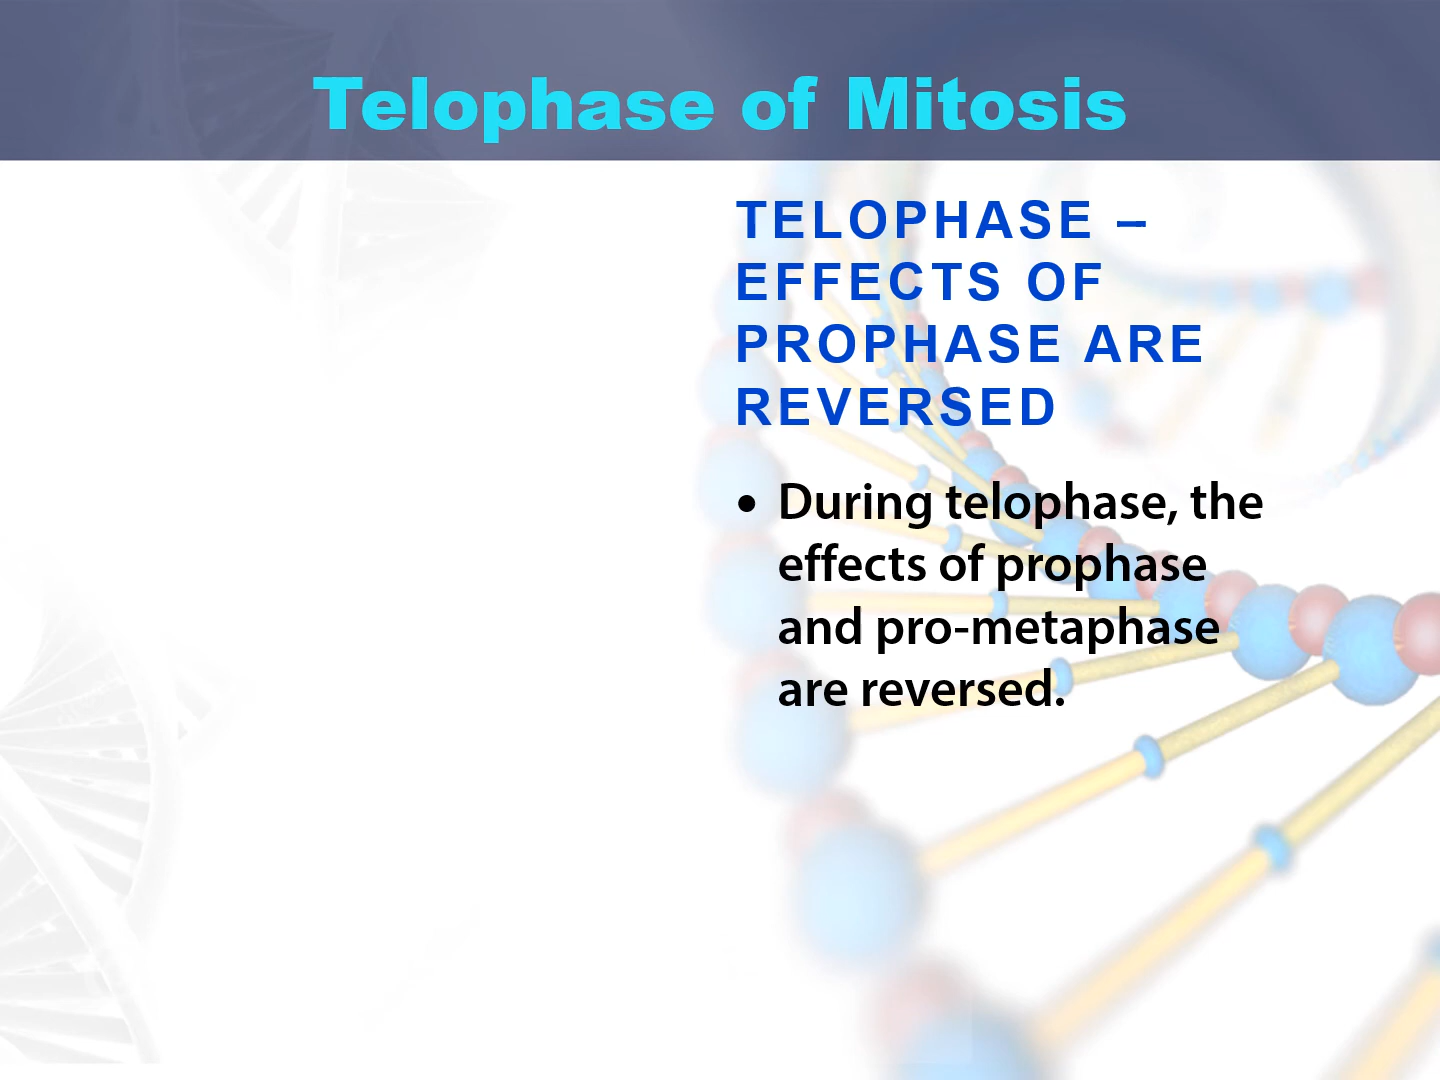 Telophase of Mitosis
TELOPHASE –
EFFECTS OF
PROPHASE ARE
REVERSED
• During telophase, the
effects of prophase
and pro-metaphase
are reversed.